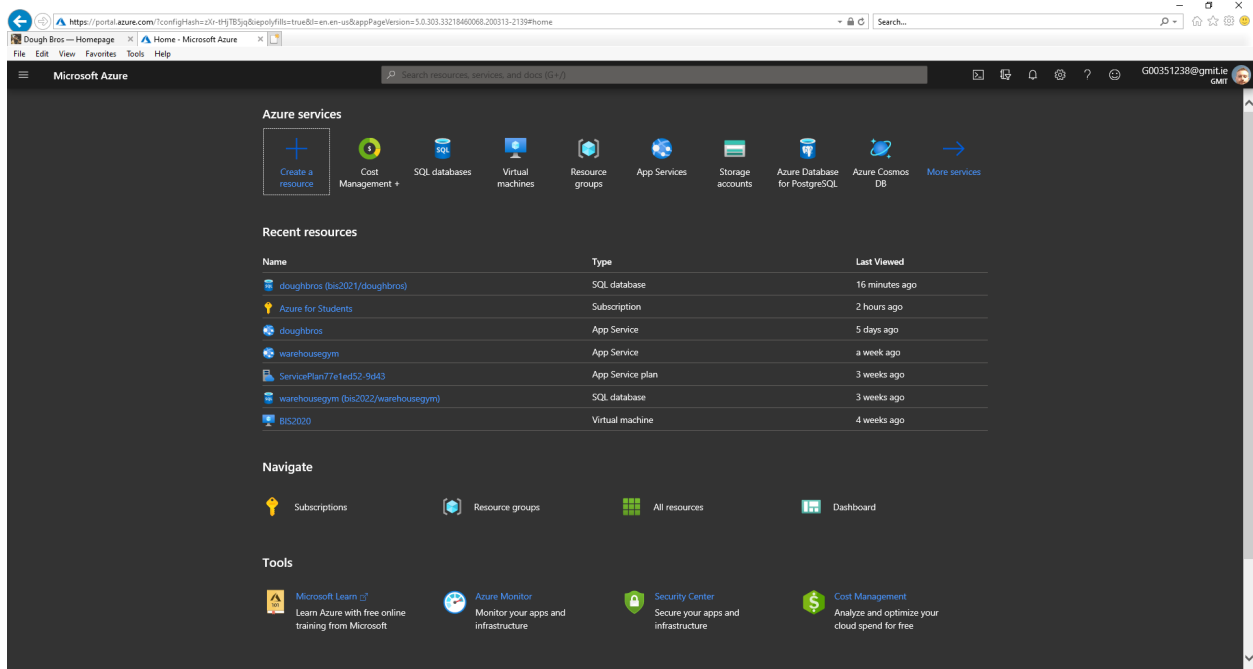 https://portal.azure.com/?configHash=zXr-tHjTB5jq&iepolyfills=true&l=en.en-us&appPageVersion=5.0.303.33218460068.200313-2139#home
Search...
Dough Bros — Homepage
Home - Microsoft Azure
File Edit View Favorites Tools Help
Microsoft Azure
Search resources, services, and docs (G+/)
G00351238@gmit.ie
GMIT
Azure services
Create a resource
Cost Management +
SQL databases
Virtual machines
Resource groups
App Services
Storage accounts
Azure Database for PostgreSQL
Azure Cosmos DB
More services
Recent resources
Name Type Last Viewed
doughbros (bis2021/doughbros) SQL database 16 minutes ago
Azure for Students Subscription 2 hours ago
doughbros App Service 5 days ago
warehousegym App Service a week ago
ServicePlan77e1ed52-9d43 App Service plan 3 weeks ago
warehousegym (bis2022/warehousegym) SQL database 3 weeks ago
BIS2020 Virtual machine 4 weeks ago
Navigate
Subscriptions Resource groups All resources Dashboard
Tools
Microsoft Learn
Learn Azure with free online
training from Microsoft
Azure Monitor
Monitor your apps and
infrastructure
Security Center
Secure your apps and
infrastructure
Cost Management
Analyze and optimize your
cloud spend for free